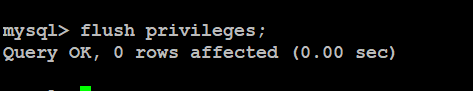 mysql> flush privileges;
Query OK, 0 rows affected (0.00 sec)